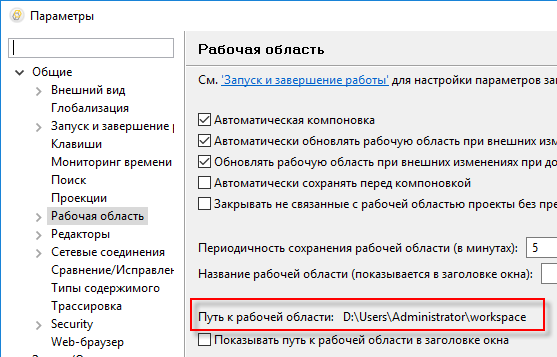 Параметры
Рабочая область
Общие
Внешний вид
Глобализация
Запуск и завершение
Клавиши
Мониторинг времени
Поиск
Проекции
Рабочая область
Редакторы
Сетевые соединения
Сравнение/Исправлен
Типы содержимого
Трассировка
Security
Web-браузер
См. 'Запуск и завершение работы' для настройки параметров за
Автоматическая компоновка
Автоматически обновлять рабочую область при внешних изм
Обновлять рабочую область при внешних изменениях при до
Автоматически сохранять перед компоновкой
Закрывать не связанные с рабочей областью проекты без пре
Периодичность сохранения рабочей области (в минутах): 5
Название рабочей области (показывается в заголовке окна):
Путь к рабочей области: D:\Users\Administrator\workspace
Показывать путь к рабочей области в заголовке окна